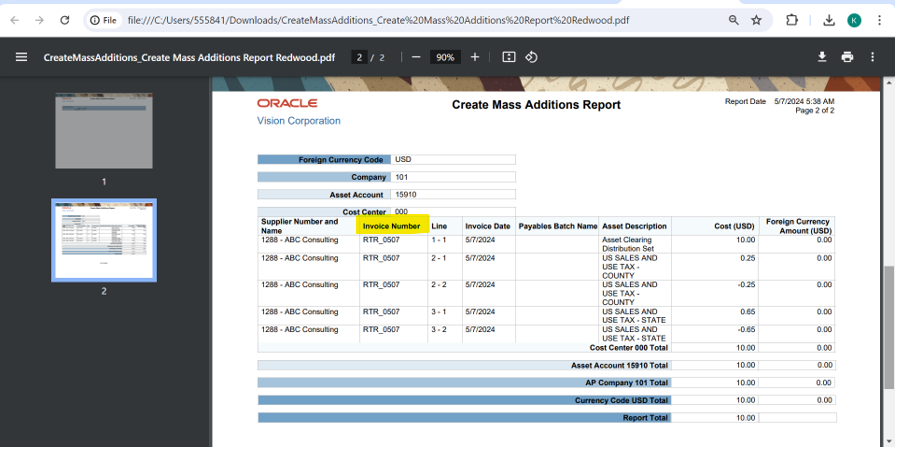 File file:///C:/Users/555841/Downloads/CreateMassAdditions_Create%20Mass%20Additions%20Report%20Redwood.pdf K
CreateMassAdditions_Create Mass Additions Report Redwood.pdf 2 / 2 90%
1
2
ORACLE Create Mass Additions Report Report Date 5/7/2024 5:38 AM
Page 2 of 2
Vision Corporation
Foreign Currency Code USD
Company 101
Asset Account 15910
Cost Center 000
Supplier Number and Name Invoice Number Line Invoice Date Payables Batch Name Asset Description Cost (USD) Foreign Currency Amount (USD)
1288 - ABC Consulting RTR_0507 1 - 1 5/7/2024 Asset Clearing 10.00 0.00
Distribution Set
1288 - ABC Consulting RTR_0507 2 - 1 5/7/2024 US SALES AND 0.25 0.00
USE TAX -
COUNTY
1288 - ABC Consulting RTR_0507 2 - 2 5/7/2024 US SALES AND -0.25 0.00
USE TAX -
COUNTY
1288 - ABC Consulting RTR_0507 3 - 1 5/7/2024 US SALES AND 0.65 0.00
USE TAX - STATE
1288 - ABC Consulting RTR_0507 3 - 2 5/7/2024 US SALES AND -0.65 0.00
USE TAX - STATE
Cost Center 000 Total 10.00 0.00
Asset Account 15910 Total 10.00 0.00
AP Company 101 Total 10.00 0.00
Currency Code USD Total 10.00 0.00
Report Total 10.00